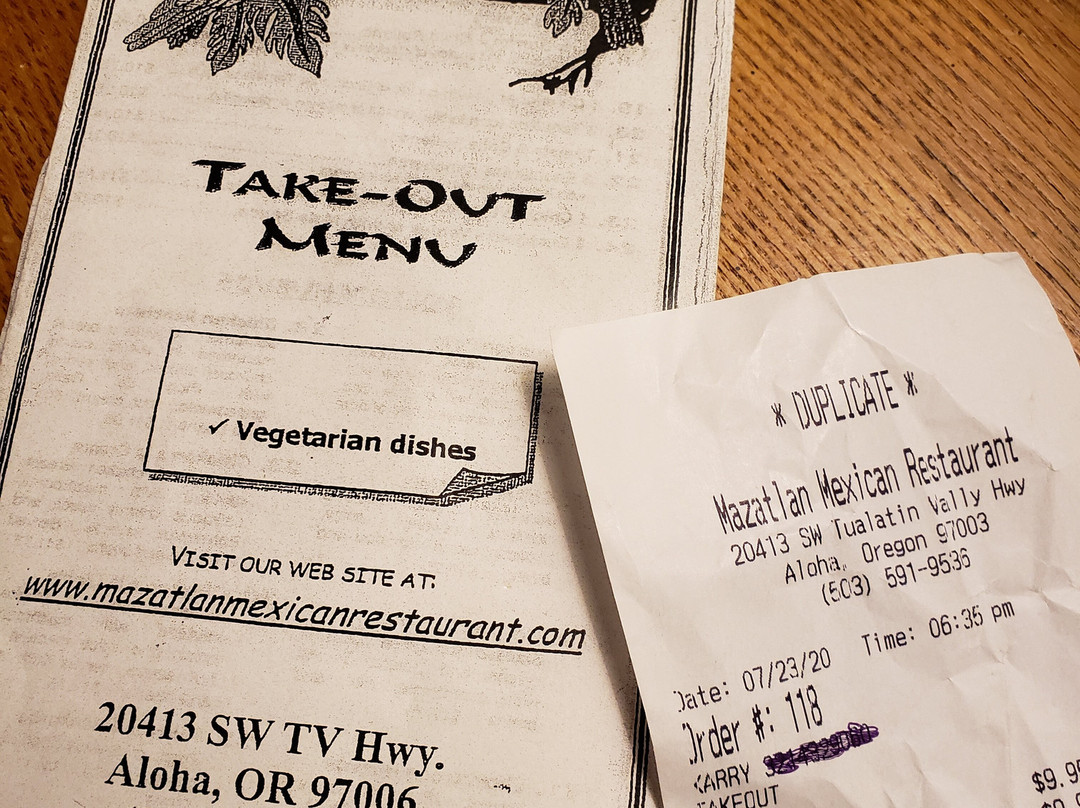 TAKE-OUT
MENU
✓ Vegetarian dishes
VISIT OUR WEB SITE AT:
www.mazatlanmexicanrestaurant.com
20413 SW TV Hwy.
Aloha, OR 97006
* DUPLICATE *
Mazatlan Mexican Restaurant
20413 SW Tualatin Vally Hwy
Aloha, Oregon 97003
(503) 591-9536
Date: 07/23/20 Time: 06:35 pm
Order #: 118
KARRY
TAKEOUT